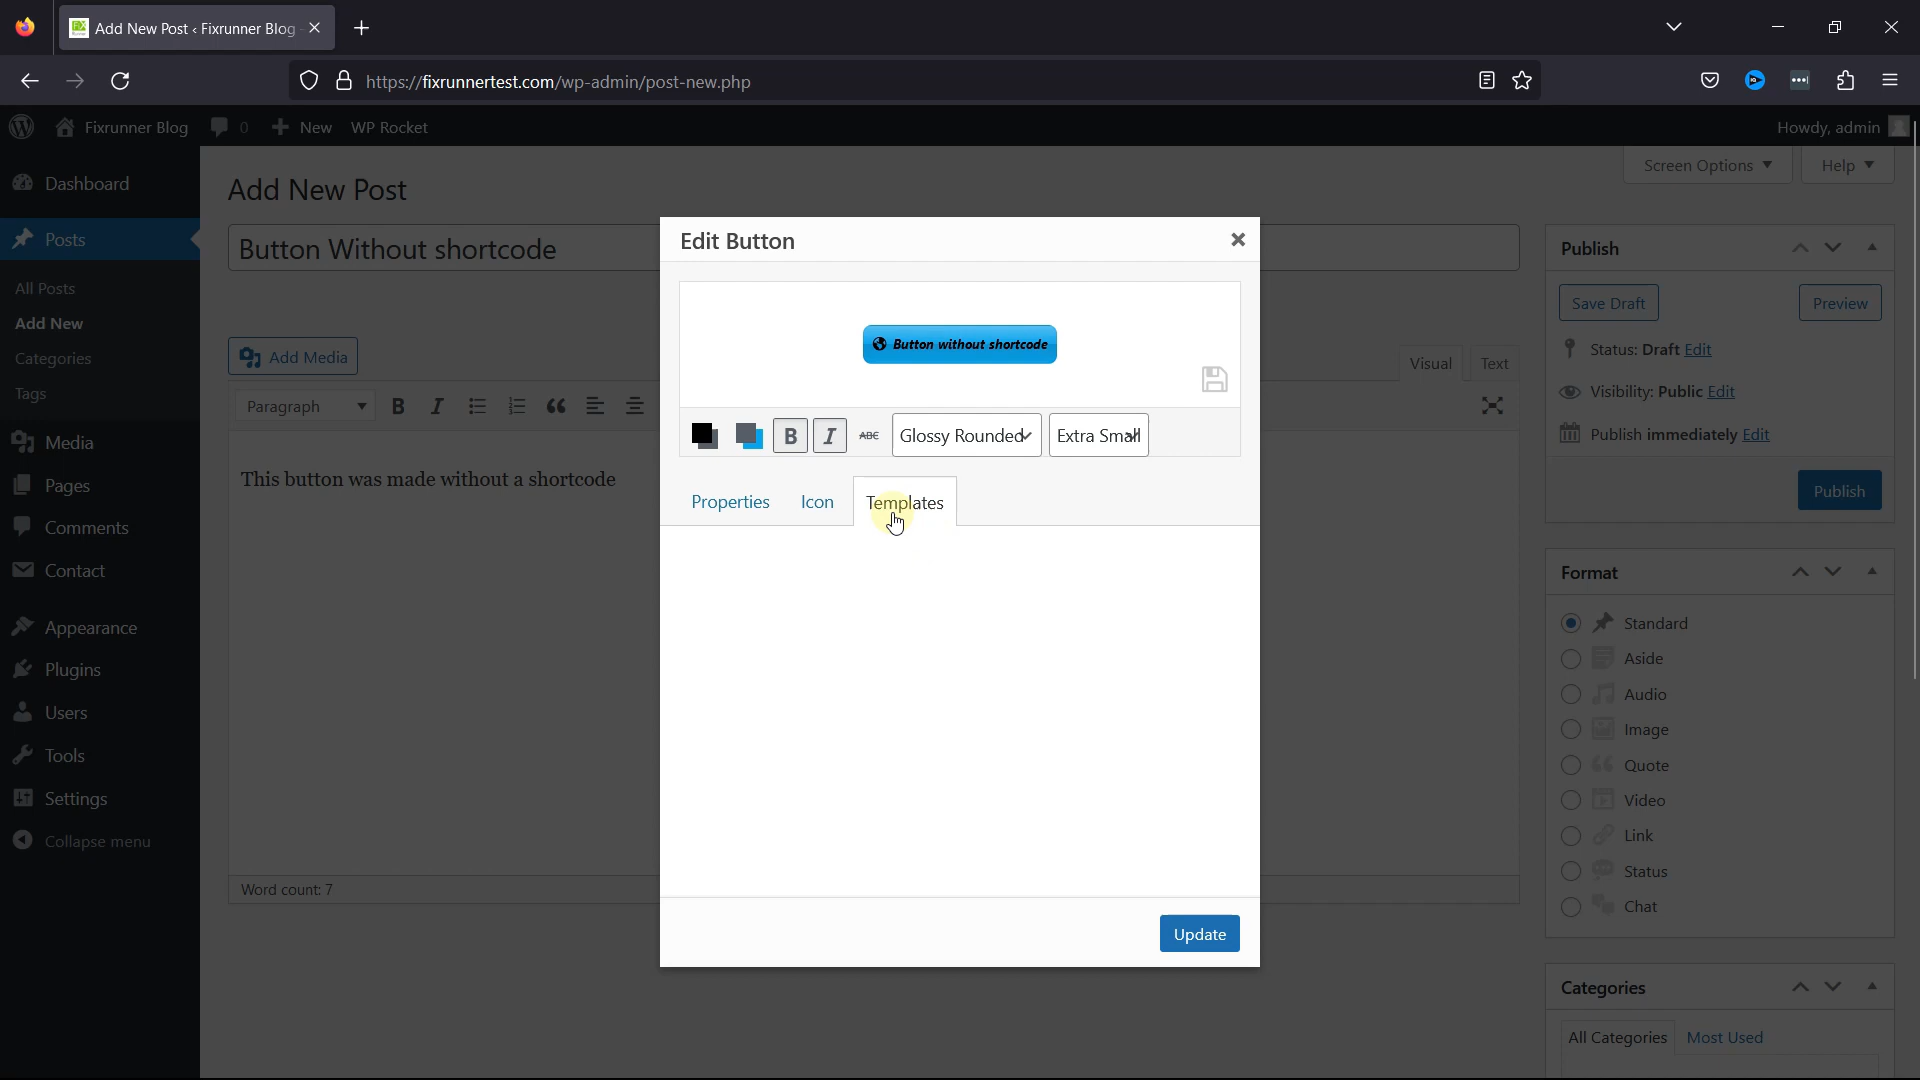 Add New Post ‹ Fixrunner Blog
https://fixrunnertest.com/wp-admin/post-new.php
Fixrunner Blog 0 New WP Rocket Howdy, admin
Screen Options Help
Dashboard
Posts
All Posts
Add New
Categories
Tags
Media
Pages
Comments
Contact
Appearance
Plugins
Users
Tools
Settings
Collapse menu
Add New Post
Button Without shortcode
Add Media
Visual Text
Paragraph
This button was made without a shortcode
Word count: 7
Edit Button
Button without shortcode
B I ABC Glossy Rounded Extra Small
Properties Icon Templates
Update
Publish
Save Draft Preview
Status: Draft Edit
Visibility: Public Edit
Publish immediately Edit
Publish
Format
Standard
Aside
Audio
Image
Quote
Video
Link
Status
Chat
Categories
All Categories Most Used